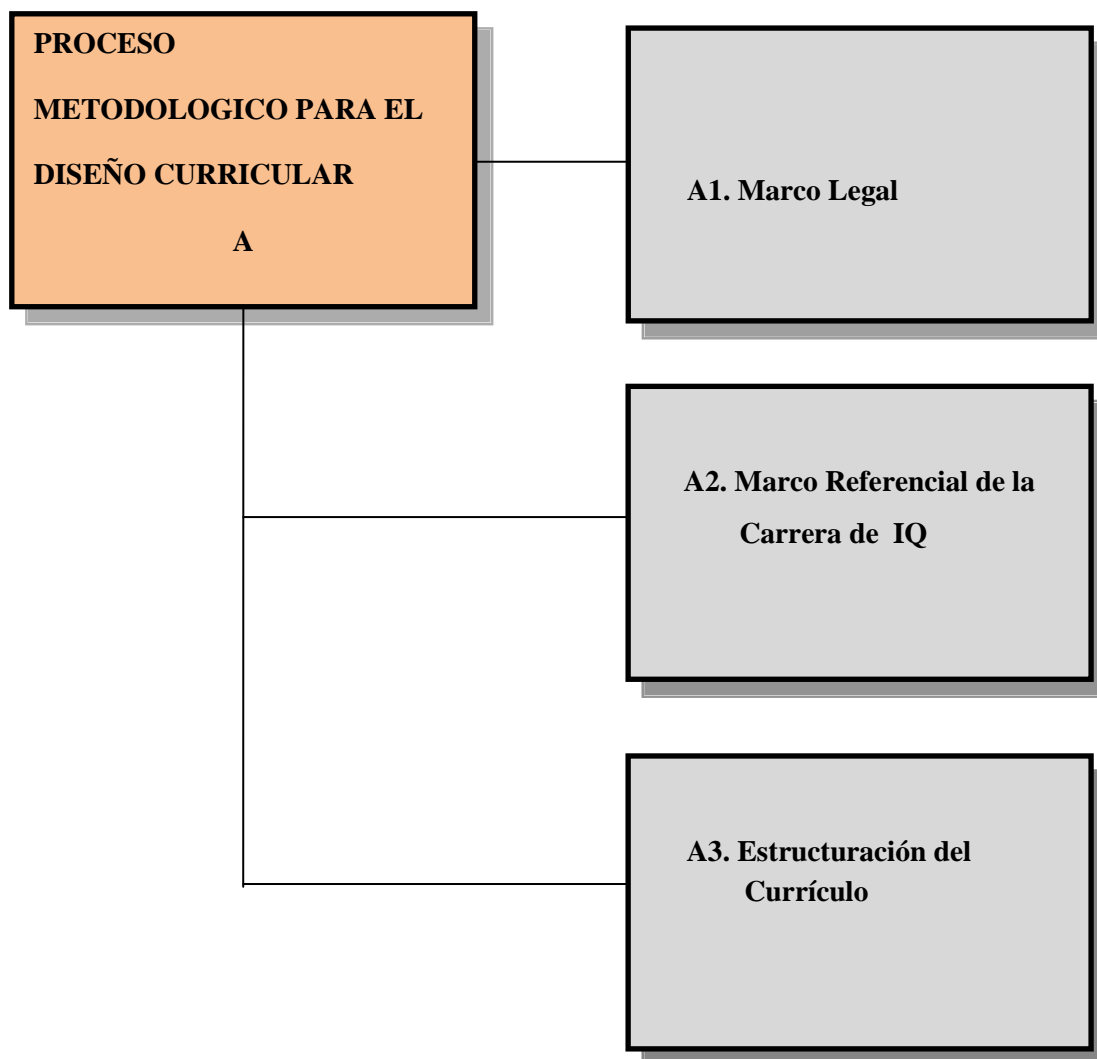 PROCESO
METODOLOGICO PARA EL
DISEÑO CURRICULAR
A
A1. Marco Legal
A2. Marco Referencial de la
Carrera de IQ
A3. Estructuración del
Currículo